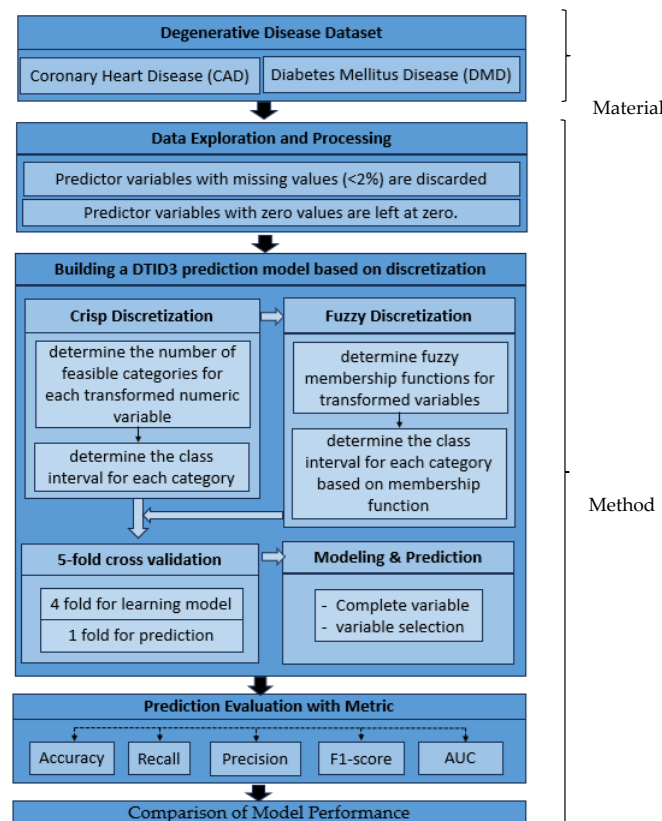 Degenerative Disease Dataset
Coronary Heart Disease (CAD)
Diabetes Mellitus Disease (DMD)
Material
Data Exploration and Processing
Predictor variables with missing values (<2%) are discarded
Predictor variables with zero values are left at zero.
Building a DTID3 prediction model based on discretization
Crisp Discretization
determine the number of
feasible categories for
each transformed numeric
variable
determine the class
interval for each category
Fuzzy Discretization
determine fuzzy
membership functions for
transformed variables
determine the class
interval for each category
based on membership
function
Method
5-fold cross validation
4 fold for learning model
1 fold for prediction
Modeling & Prediction
- Complete variable
- variable selection
Prediction Evaluation with Metric
Accuracy
Recall
Precision
F1-score
AUC
Comparison of Model Performance